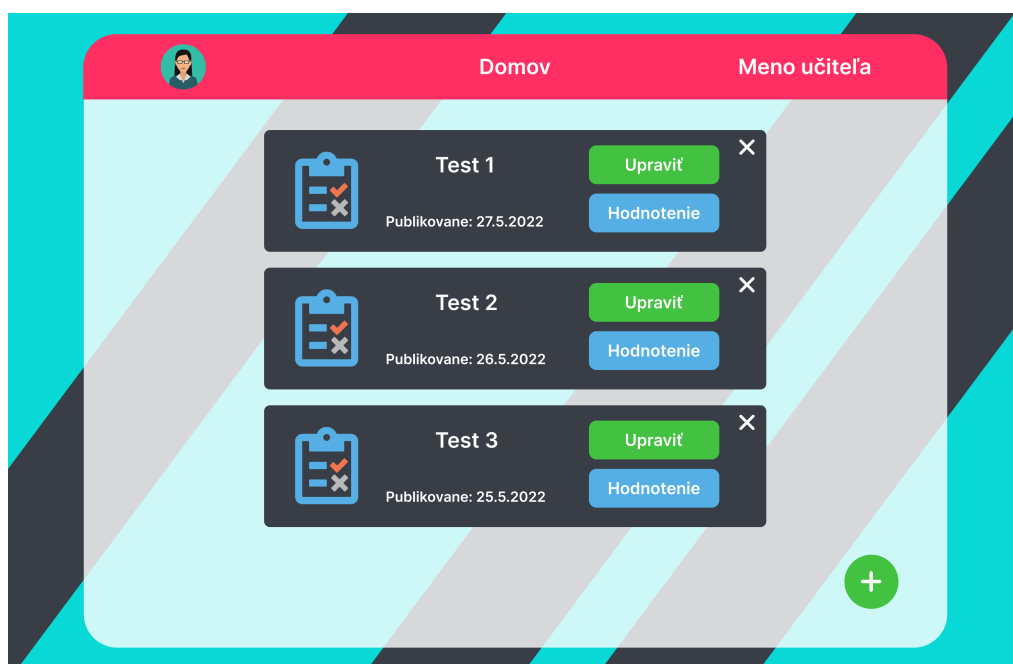 Domov
Meno učiteľa
Test 1
Upraviť
Publikovane: 27.5.2022
Hodnotenie
Test 2
Upraviť
Publikovane: 26.5.2022
Hodnotenie
Test 3
Upraviť
Publikovane: 25.5.2022
Hodnotenie